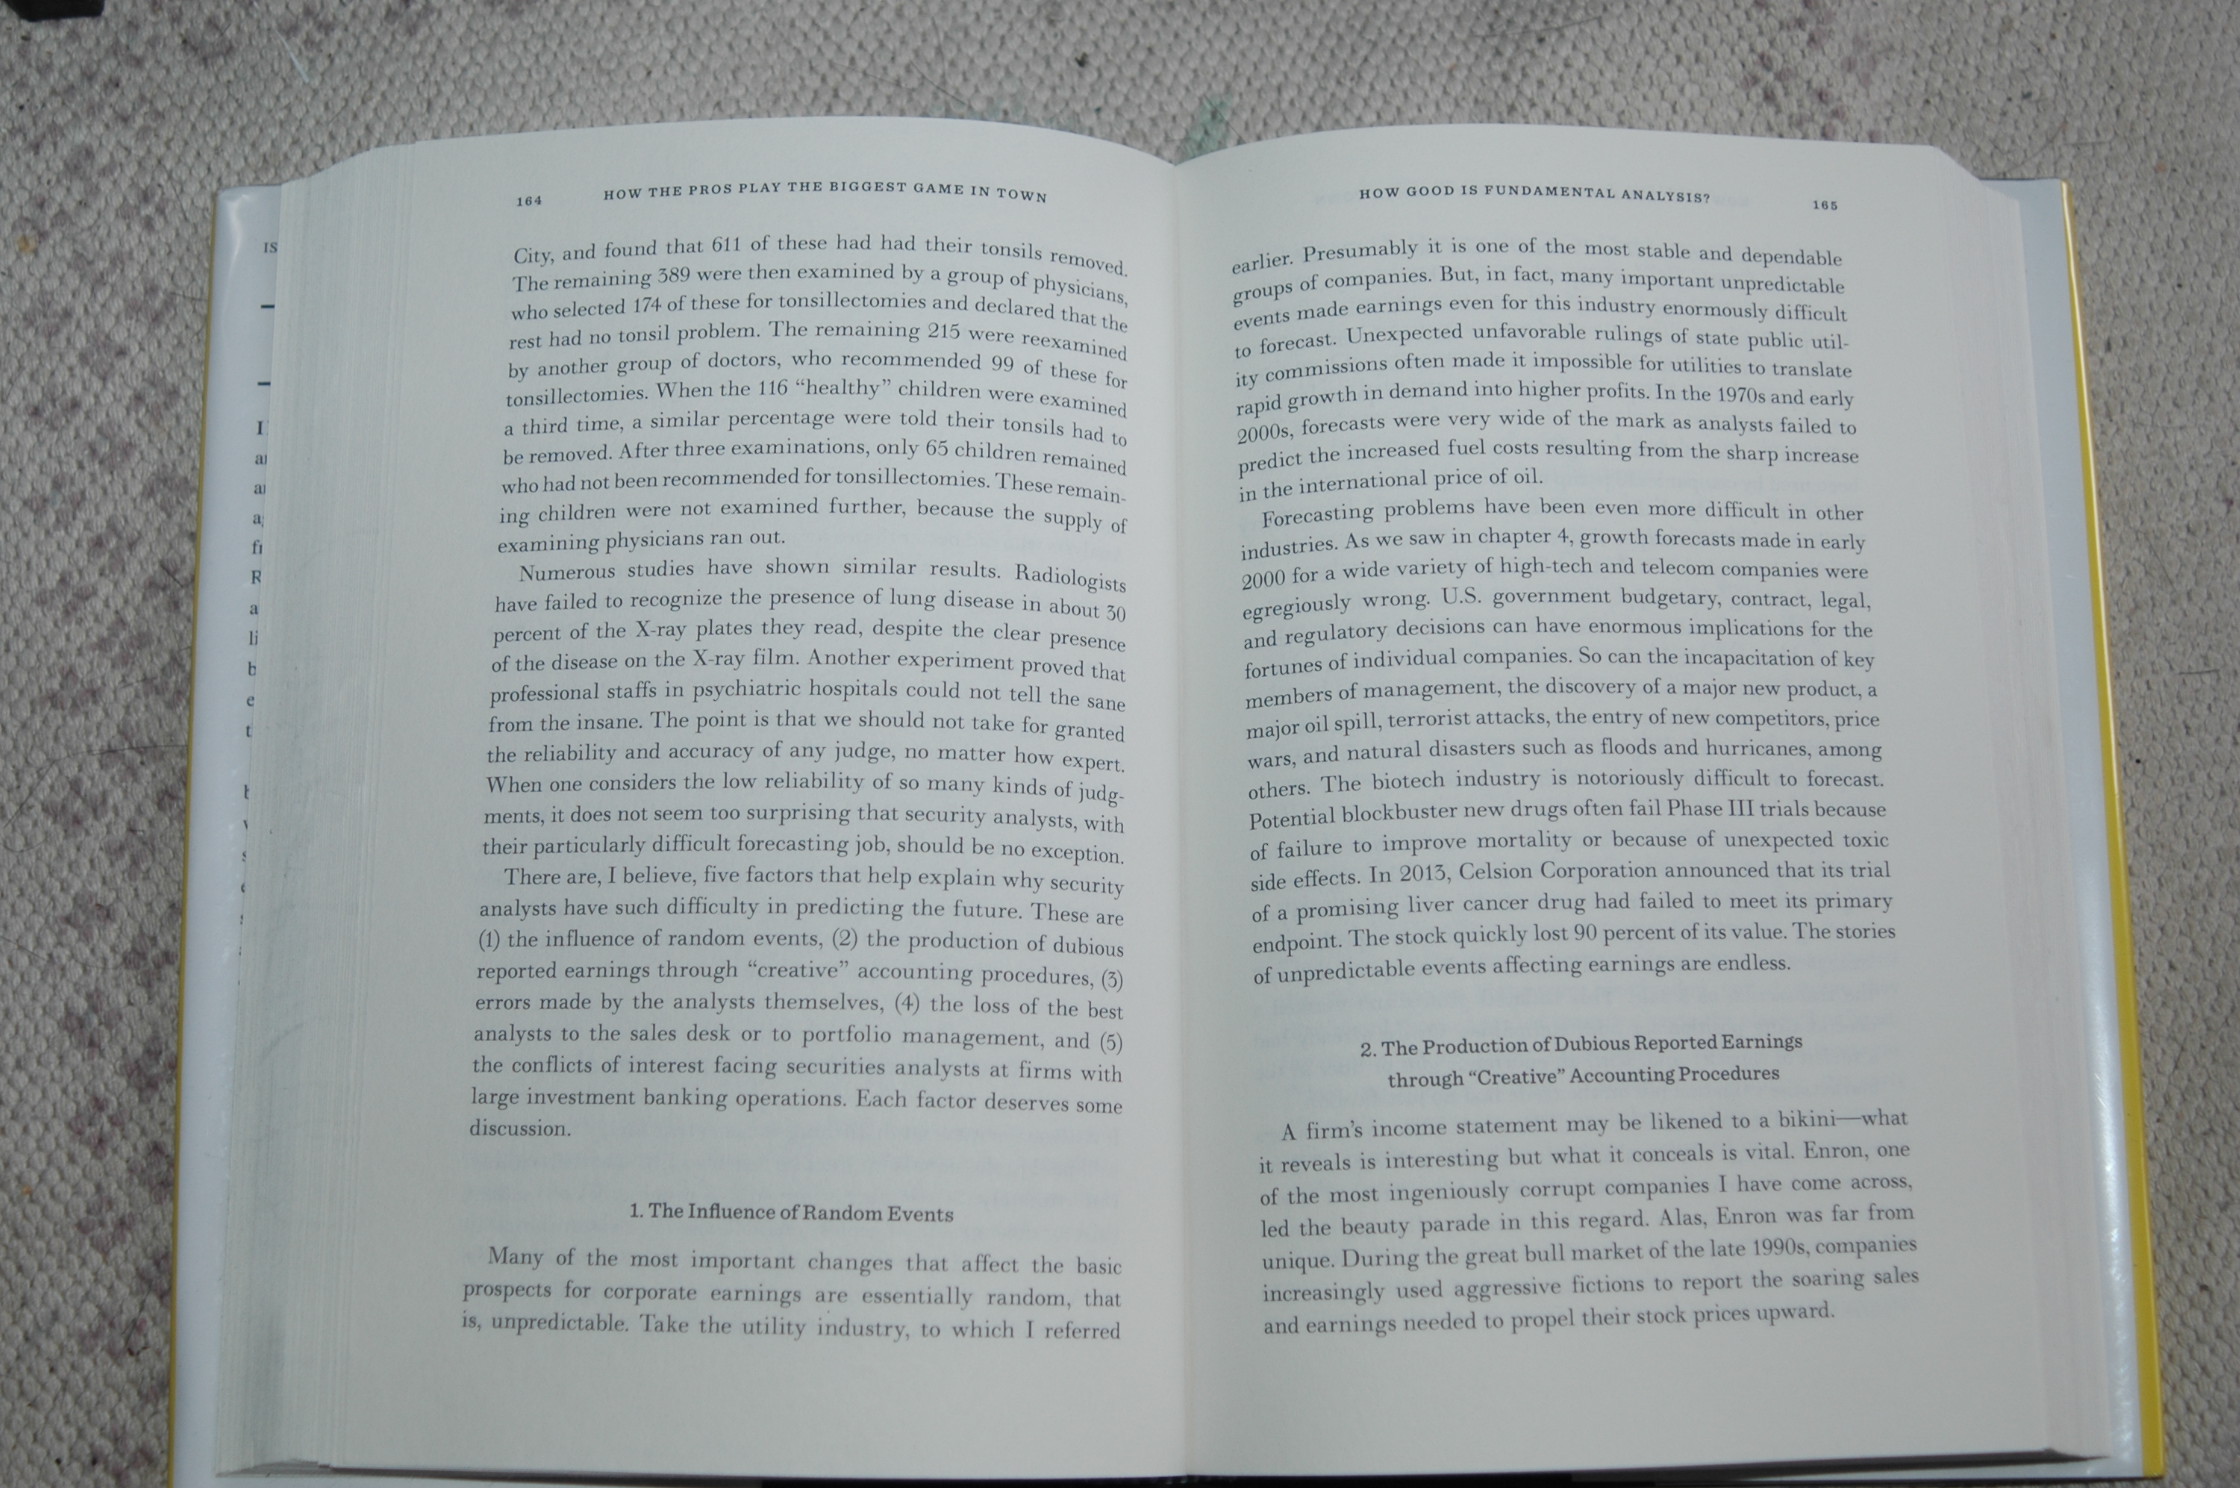 164
HOW THE PROS PLAY THE BIGGEST GAME IN TOWN
City, and found that 611 of these had had their tonsils removed.
The remaining 389 were then examined by a group of physicians,
who selected 174 of these for tonsillectomies and declared that the
rest had no tonsil problem. The remaining 215 were reexamined
by another group of doctors, who recommended 99 of these for
tonsillectomies. When the 116 “healthy” children were examined
a third time, a similar percentage were told their tonsils had to
be removed. After three examinations, only 65 children remained
who had not been recommended for tonsillectomies. These remain-
ing children were not examined further, because the supply of
examining physicians ran out.
Numerous studies have shown similar results. Radiologists
have failed to recognize the presence of lung disease in about 30
percent of the X-ray plates they read, despite the clear presence
of the disease on the X-ray film. Another experiment proved that
professional staffs in psychiatric hospitals could not tell the sane
from the insane. The point is that we should not take for granted
the reliability and accuracy of any judge, no matter how expert.
When one considers the low reliability of so many kinds of judg-
ments, it does not seem too surprising that security analysts, with
their particularly difficult forecasting job, should be no exception.
There are, I believe, five factors that help explain why security
analysts have such difficulty in predicting the future. These are
(1) the influence of random events, (2) the production of dubious
reported earnings through “creative” accounting procedures, (3)
errors made by the analysts themselves, (4) the loss of the best
analysts to the sales desk or to portfolio management, and (5)
the conflicts of interest facing securities analysts at firms with
large investment banking operations. Each factor deserves some
discussion.
1. The Influence of Random Events
Many of the most important changes that affect the basic
prospects for corporate earnings are essentially random, that
is, unpredictable. Take the utility industry, to which I referred
HOW GOOD IS FUNDAMENTAL ANALYSIS?
165
earlier. Presumably it is one of the most stable and dependable
groups of companies. But, in fact, many important unpredictable
events made earnings even for this industry enormously difficult
to forecast. Unexpected unfavorable rulings of state public util-
ity commissions often made it impossible for utilities to translate
rapid growth in demand into higher profits. In the 1970s and early
2000s, forecasts were very wide of the mark as analysts failed to
predict the increased fuel costs resulting from the sharp increase
in the international price of oil.
Forecasting problems have been even more difficult in other
industries. As we saw in chapter 4, growth forecasts made in early
2000 for a wide variety of high-tech and telecom companies were
egregiously wrong. U.S. government budgetary, contract, legal,
and regulatory decisions can have enormous implications for the
fortunes of individual companies. So can the incapacitation of key
members of management, the discovery of a major new product, a
major oil spill, terrorist attacks, the entry of new competitors, price
wars, and natural disasters such as floods and hurricanes, among
others. The biotech industry is notoriously difficult to forecast.
Potential blockbuster new drugs often fail Phase III trials because
of failure to improve mortality or because of unexpected toxic
side effects. In 2013, Celsion Corporation announced that its trial
of a promising liver cancer drug had failed to meet its primary
endpoint. The stock quickly lost 90 percent of its value. The stories
of unpredictable events affecting earnings are endless.
2. The Production of Dubious Reported Earnings
through “Creative” Accounting Procedures
A firm’s income statement may be likened to a bikini—what
it reveals is interesting but what it conceals is vital. Enron, one
of the most ingeniously corrupt companies I have come across,
led the beauty parade in this regard. Alas, Enron was far from
unique. During the great bull market of the late 1990s, companies
increasingly used aggressive fictions to report the soaring sales
and earnings needed to propel their stock prices upward.